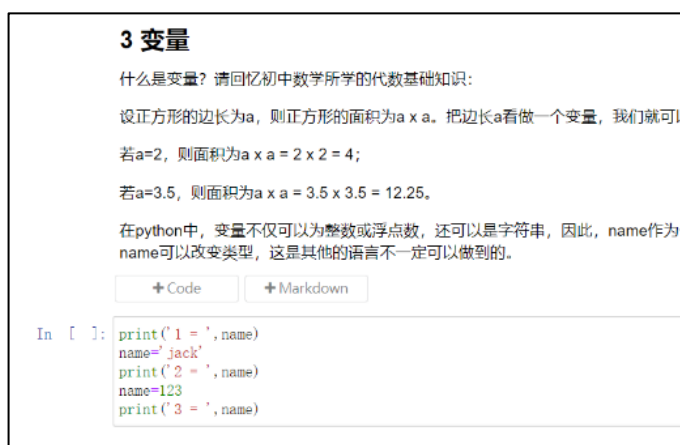 3 变量
什么是变量？请回忆初中数学所学的代数基础知识：
设正方形的边长为a，则正方形的面积为a x a。把边长a看做一个变量，我们就可
若a=2，则面积为a x a = 2 x 2 = 4；
若a=3.5，则面积为a x a = 3.5 x 3.5 = 12.25。
在python中，变量不仅可以为整数或浮点数，还可以是字符串，因此，name作为
name可以改变类型，这是其他的语言不一定可以做到的。
+ Code + Markdown
In [ ]: print('1 = ',name)
name='jack'
print('2 = ',name)
name=123
print('3 = ',name)